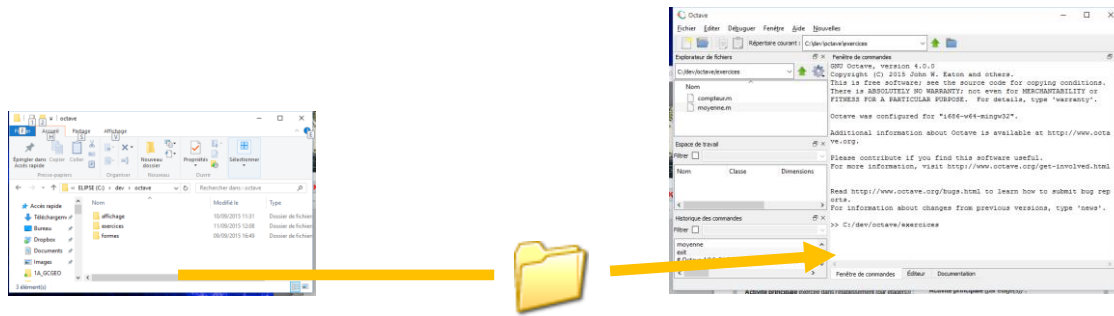 octave
Fichier Accueil Partage Affichage
Épingler dans Accès rapide
Copier
Coller
Nouveau dossier
Propriétés
Sélectionner
Presse-papiers Organiser Nouveau Ouvrir
ELIPSE (C:) › dev › octave
Rechercher dans : octave
Nom Modifié le Type
affichage 10/09/2015 11:31 Dossier de fichier
exercices 11/09/2015 12:08 Dossier de fichier
formes 09/09/2015 16:49 Dossier de fichier
Accès rapide
Téléchargem
Bureau
Dropbox
Documents
Images
1A_GCGEO
3 élément(s)
Octave
Fichier Editer Débuguer Fenêtre Aide Nouvelles
Répertoire courant : C:\dev\octave\exercices
Explorateur de fichiers
C:/dev/octave/exercices
Nom
compteur.m
moyenne.m
Espace de travail
Filtrer
Nom Classe Dimensions
Historique des commandes
Filtrer
moyenne
exit
Fenêtre de commandes
GNU Octave, version 4.0.0
Copyright (C) 2015 John W. Eaton and others.
This is free software; see the source code for copying conditions.
There is ABSOLUTELY NO WARRANTY; not even for MERCHANTABILITY or
FITNESS FOR A PARTICULAR PURPOSE. For details, type 'warranty'.
Octave was configured for "i686-w64-mingw32".
Additional information about Octave is available at http://www.octa
ve.org.
Please contribute if you find this software useful.
For more information, visit http://www.octave.org/get-involved.html
Read http://www.octave.org/bugs.html to learn how to submit bug rep
orts.
For information about changes from previous versions, type 'news'.
>> C:/dev/octave/exercices
Fenêtre de commandes Éditeur Documentation